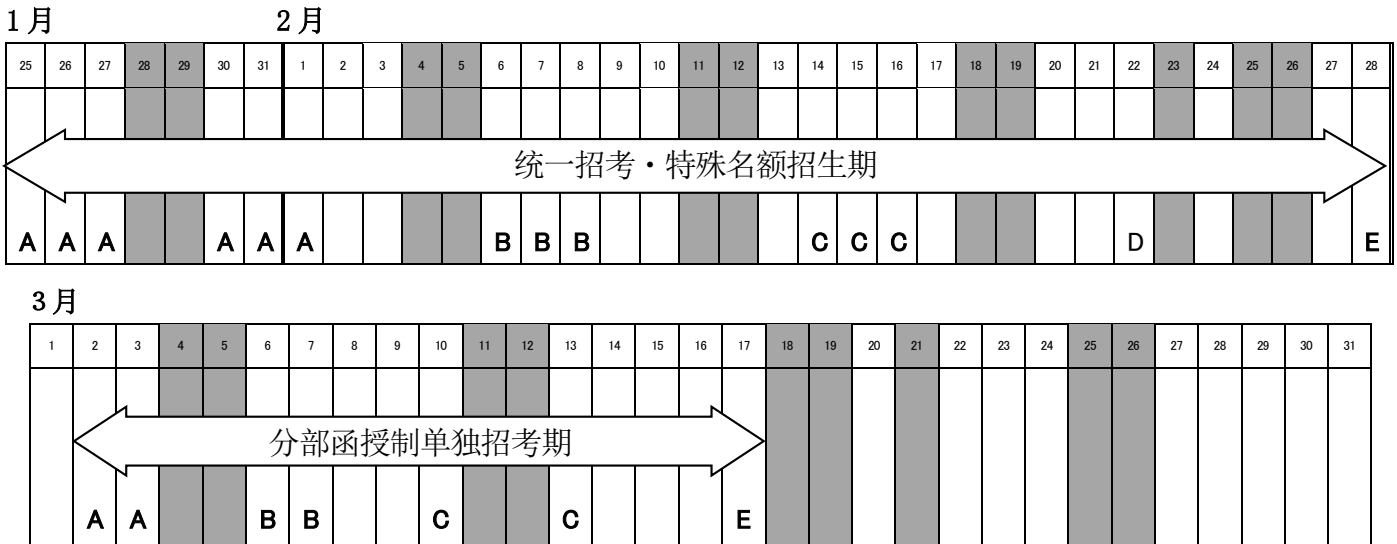 1月 2月
25 26 27 28 29 30 31 1 2 3 4 5 6 7 8 9 10 11 12 13 14 15 16 17 18 19 20 21 22 23 24 25 26 27 28
统一招考・特殊名额招生期
A A A A A A B B B C C C D E
3月
1 2 3 4 5 6 7 8 9 10 11 12 13 14 15 16 17 18 19 20 21 22 23 24 25 26 27 28 29 30 31
分部函授制单独招考期
A A B B C C E